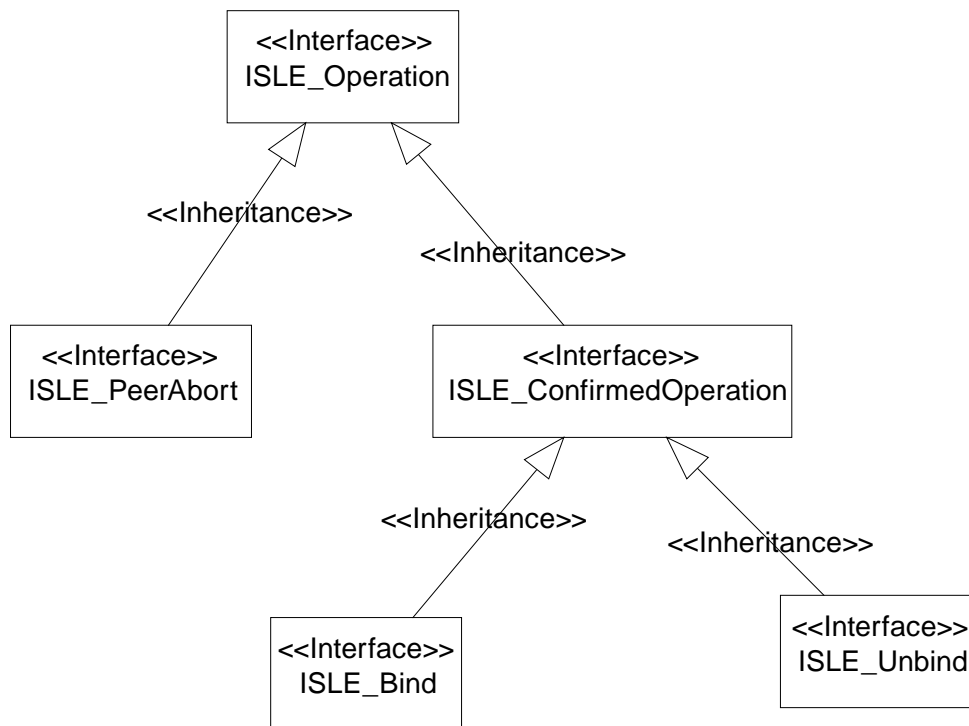 <<Interface>>
ISLE_Operation
<<Inheritance>>
<<Inheritance>>
<<Interface>>
ISLE_PeerAbort
<<Interface>>
ISLE_ConfirmedOperation
<<Inheritance>>
<<Inheritance>>
<<Interface>>
ISLE_Bind
<<Interface>>
ISLE_Unbind